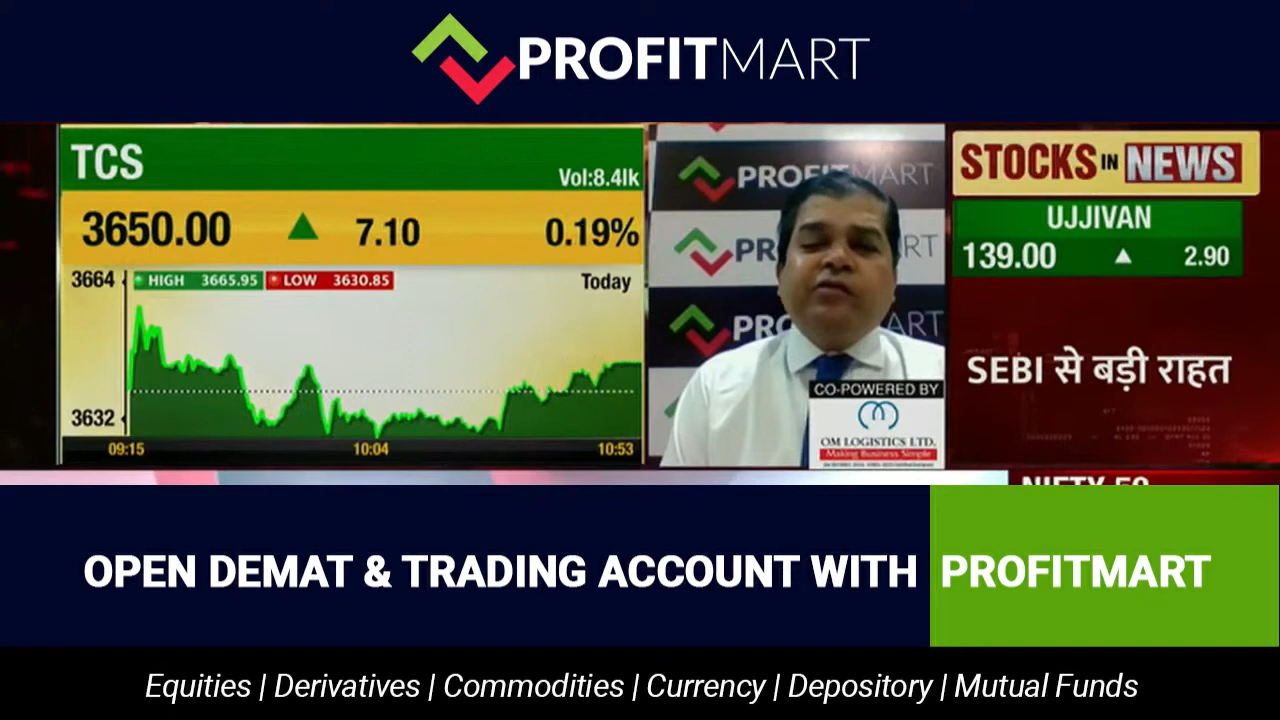 PROFITMART
TCS
Vol:8.4lk
3650.00 ▲ 7.10 0.19%
3664
HIGH 3665.95 LOW 3630.85
Today
3632
09:15 10:04 10:53
PROFITMART
PROFIT
CO-POWERED BY
OM LOGISTICS LTD.
Making Business Simple
STOCKS IN NEWS
UJJIVAN
139.00 ▲ 2.90
SEBI से बड़ी राहत
NIFTY 50
OPEN DEMAT & TRADING ACCOUNT WITH PROFITMART
Equities | Derivatives | Commodities | Currency | Depository | Mutual Funds